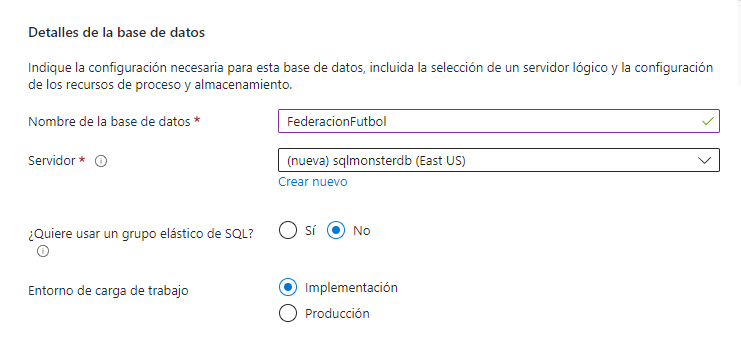 Detalles de la base de datos
Indique la configuración necesaria para esta base de datos, incluida la selección de un servidor lógico y la configuración
de los recursos de proceso y almacenamiento.
Nombre de la base de datos *
FederacionFutbol
Servidor *
(nueva) sqlmonsterdb (East US)
Crear nuevo
¿Quiere usar un grupo elástico de SQL?
Sí
No
Entorno de carga de trabajo
Implementación
Producción